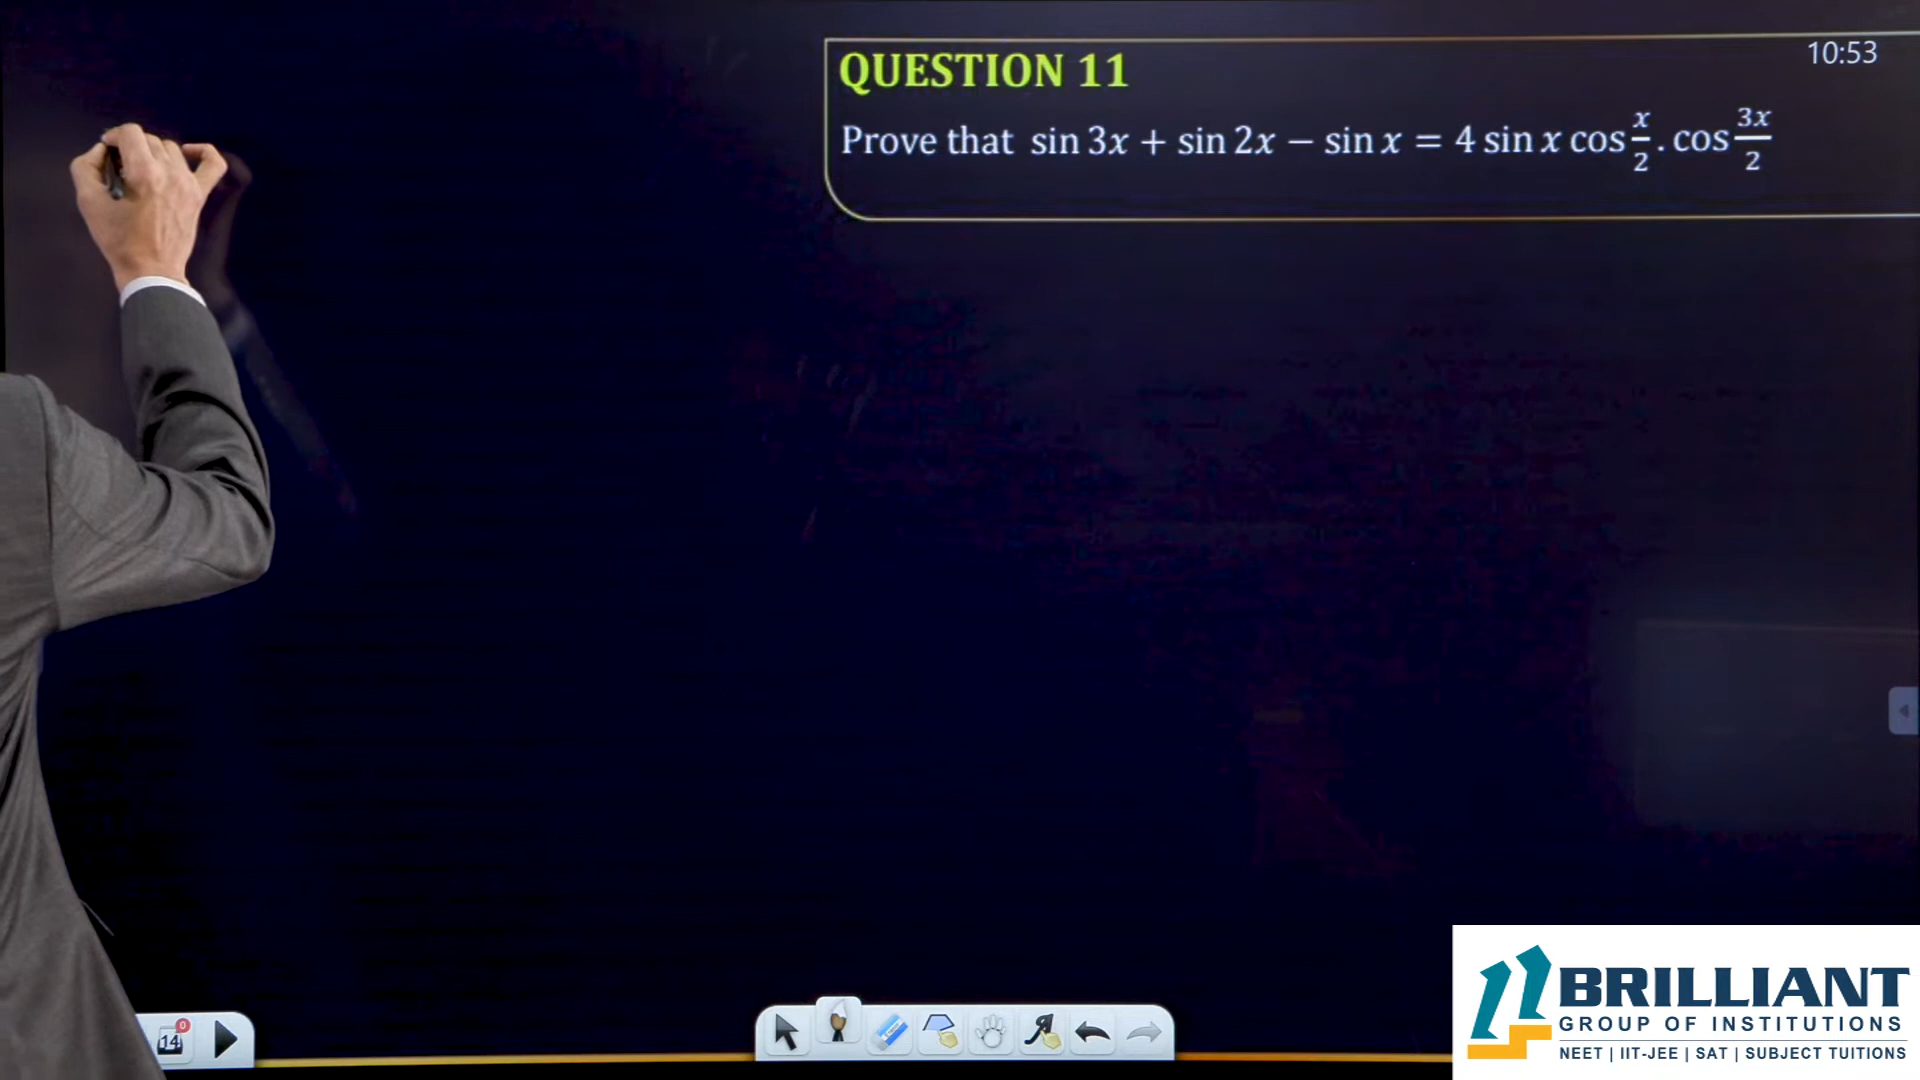 10:53
QUESTION 11
Prove that sin 3x + sin 2x − sin x = 4 sin x cos x/2 . cos 3x/2
14
0
BRILLIANT
GROUP OF INSTITUTIONS
NEET | IIT-JEE | SAT | SUBJECT TUITIONS